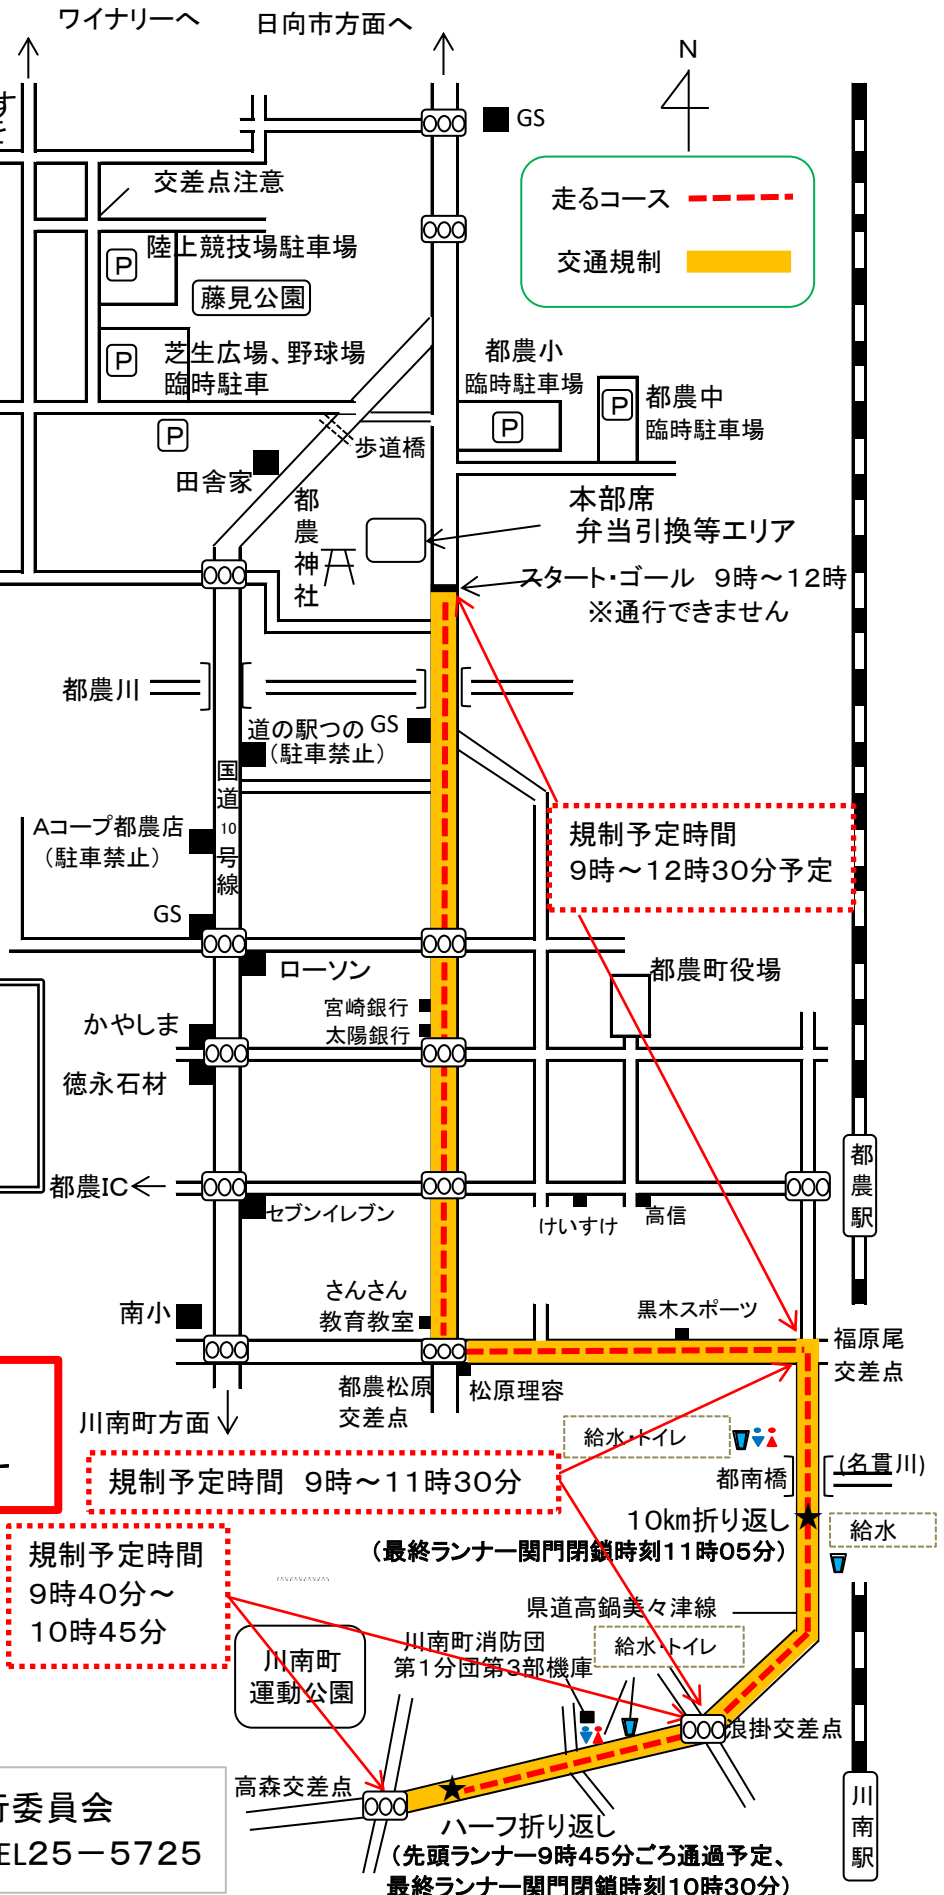 ワイナリーへ
日向市方面へ
N
GS
走るコース
交通規制
交差点注意
P
陸上競技場駐車場
藤見公園
P
芝生広場、野球場
臨時駐車
都農小
臨時駐車場
P
P
都農中
臨時駐車場
P
歩道橋
田舎家
都農神社
本部席
弁当引換等エリア
スタート・ゴール 9時～12時
※通行できません
都農川
道の駅つの
(駐車禁止)
GS
国道10号線
Aコープ都農店
(駐車禁止)
規制予定時間
9時～12時30分予定
GS
ローソン
都農町役場
宮崎銀行
太陽銀行
かやしま
徳永石材
都農IC←
セブンイレブン
けいすけ
高信
都農駅
南小
さんさん
教育教室
黒木スポーツ
福原尾
交差点
都農松原
交差点
松原理容
川南町方面
給水・トイレ
規制予定時間 9時～11時30分
都南橋
(名貫川)
10km折り返し
(最終ランナー関門閉鎖時刻11時05分)
給水
規制予定時間
9時40分～
10時45分
県道高鍋美々津線
川南町
運動公園
川南町消防団
第1分団第3部機庫
給水・トイレ
浪掛交差点
高森交差点
ハーフ折り返し
(先頭ランナー9時45分ごろ通過予定、
最終ランナー関門閉鎖時刻10時30分)
川南駅
委員会
EL25－5725